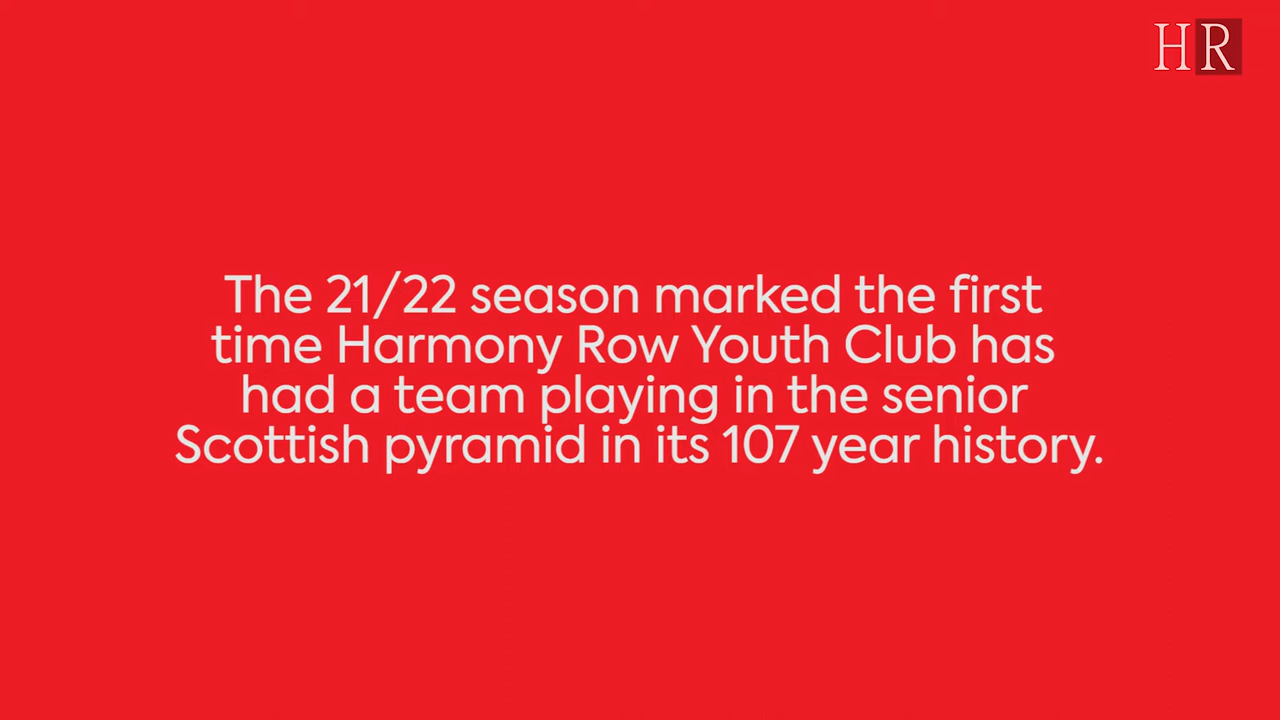 HR
The 21/22 season marked the first
time Harmony Row Youth Club has
had a team playing in the senior
Scottish pyramid in its 107 year history.